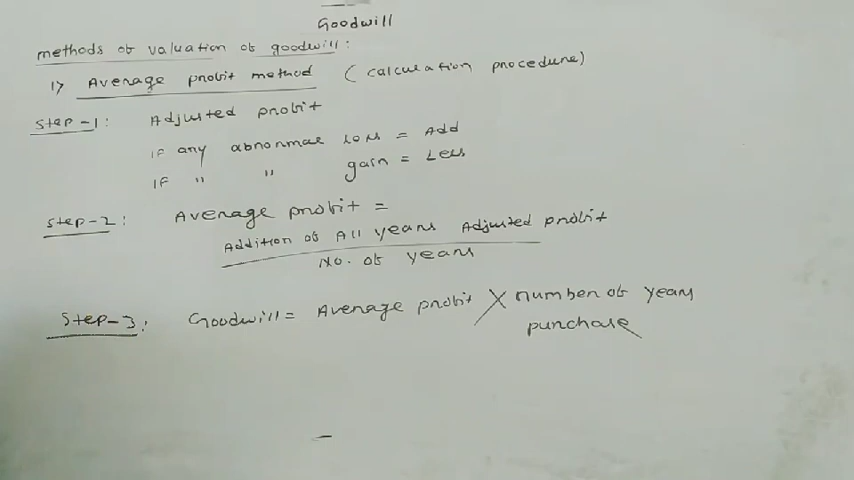 Goodwill
methods of valuation of goodwill:
1) Average profit method (calculation procedure)
Step-1: Adjusted profit
If any abnormal loss = Add
If " " gain = Less
Step-2: Average profit =
Addition of All years Adjusted profit
No. of years
Step-3: Goodwill = Average profit X number of years
purchase